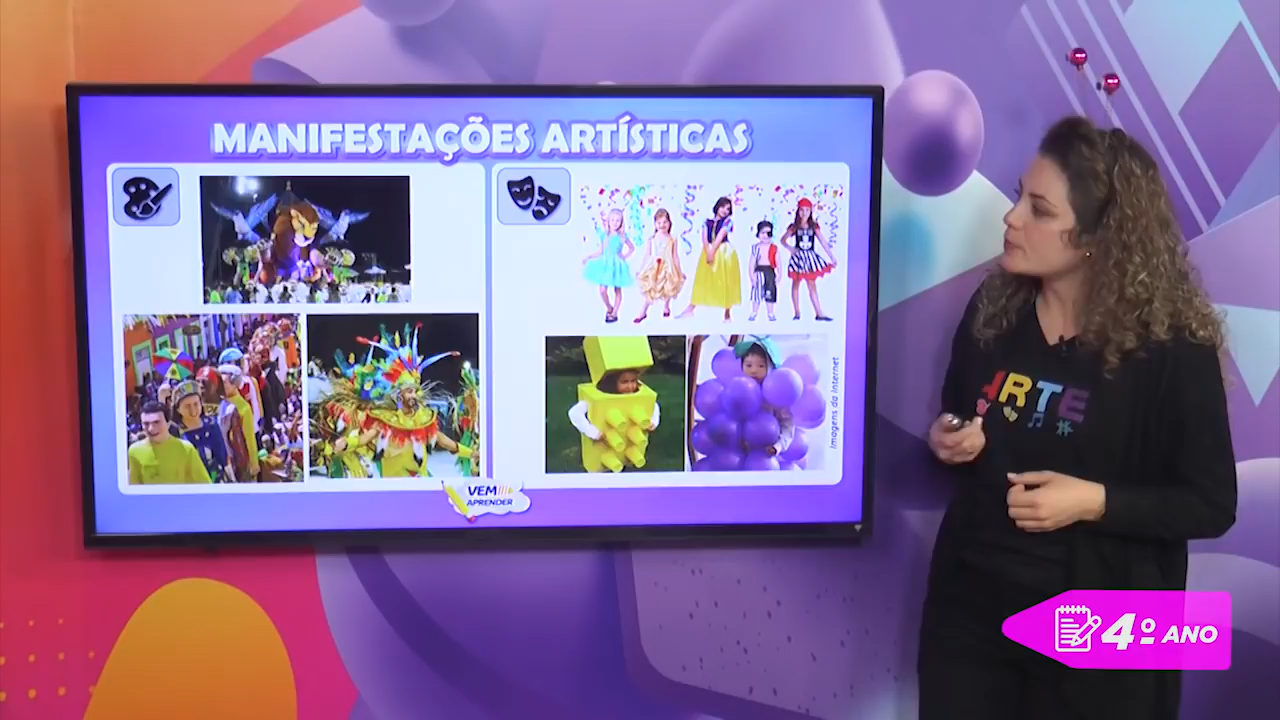 MANIFESTAÇÕES ARTÍSTICAS
Imagens da Internet
VEM
APRENDER
ARTE
4º ANO